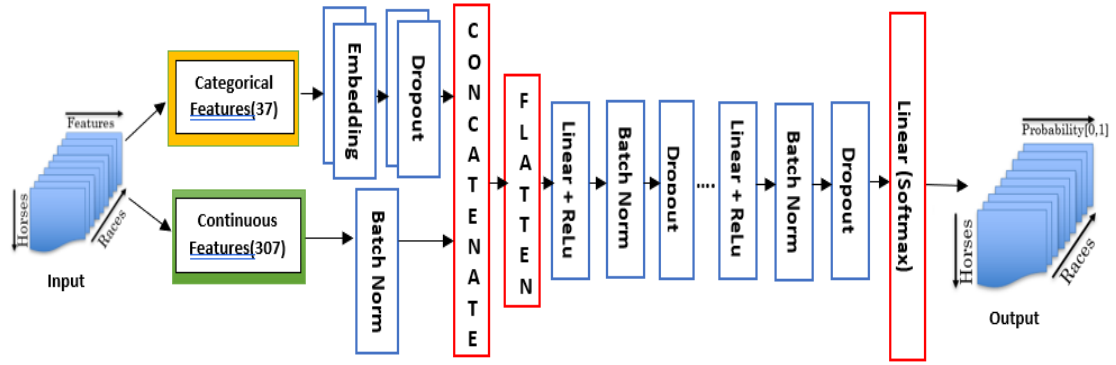 Features
Horses
Races
Input
Categorical
Features(37)
Continuous
Features(307)
Embedding
Dropout
Batch Norm
CONCATENATE
FLATTEN
Linear + ReLu
Batch Norm
Dropout
....
Linear + ReLu
Batch Norm
Dropout
Linear (Softmax)
Probability[0,1]
Horses
Races
Output